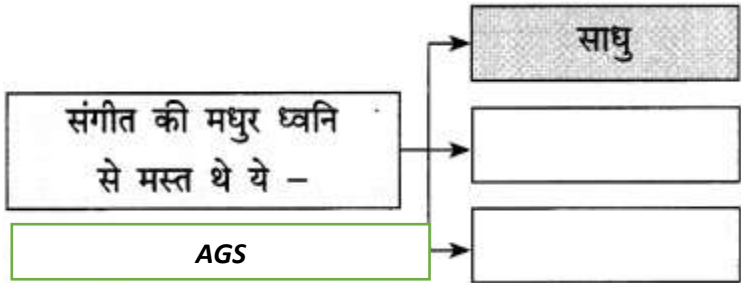 साधु
संगीत की मधुर ध्वनि
से मस्त थे ये –
AGS